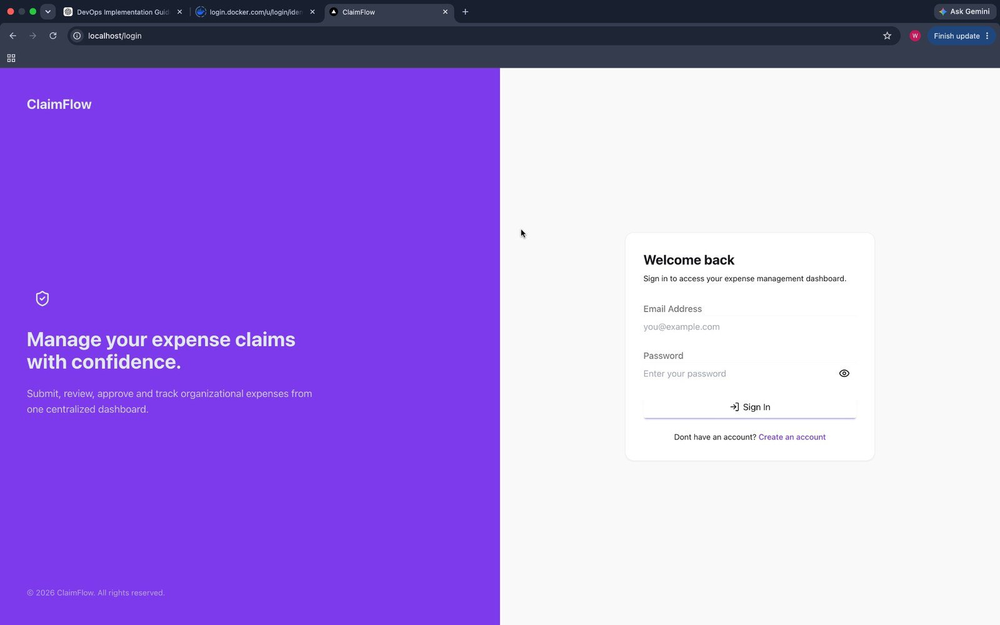 DevOps Implementation Guid
login.docker.com/u/login/iden
ClaimFlow
Ask Gemini
localhost/login
W
Finish update
ClaimFlow
Manage your expense claims
with confidence.
Submit, review, approve and track organizational expenses from
one centralized dashboard.
© 2026 ClaimFlow. All rights reserved.
Welcome back
Sign in to access your expense management dashboard.
Email Address
you@example.com
Password
Enter your password
Sign In
Dont have an account? Create an account